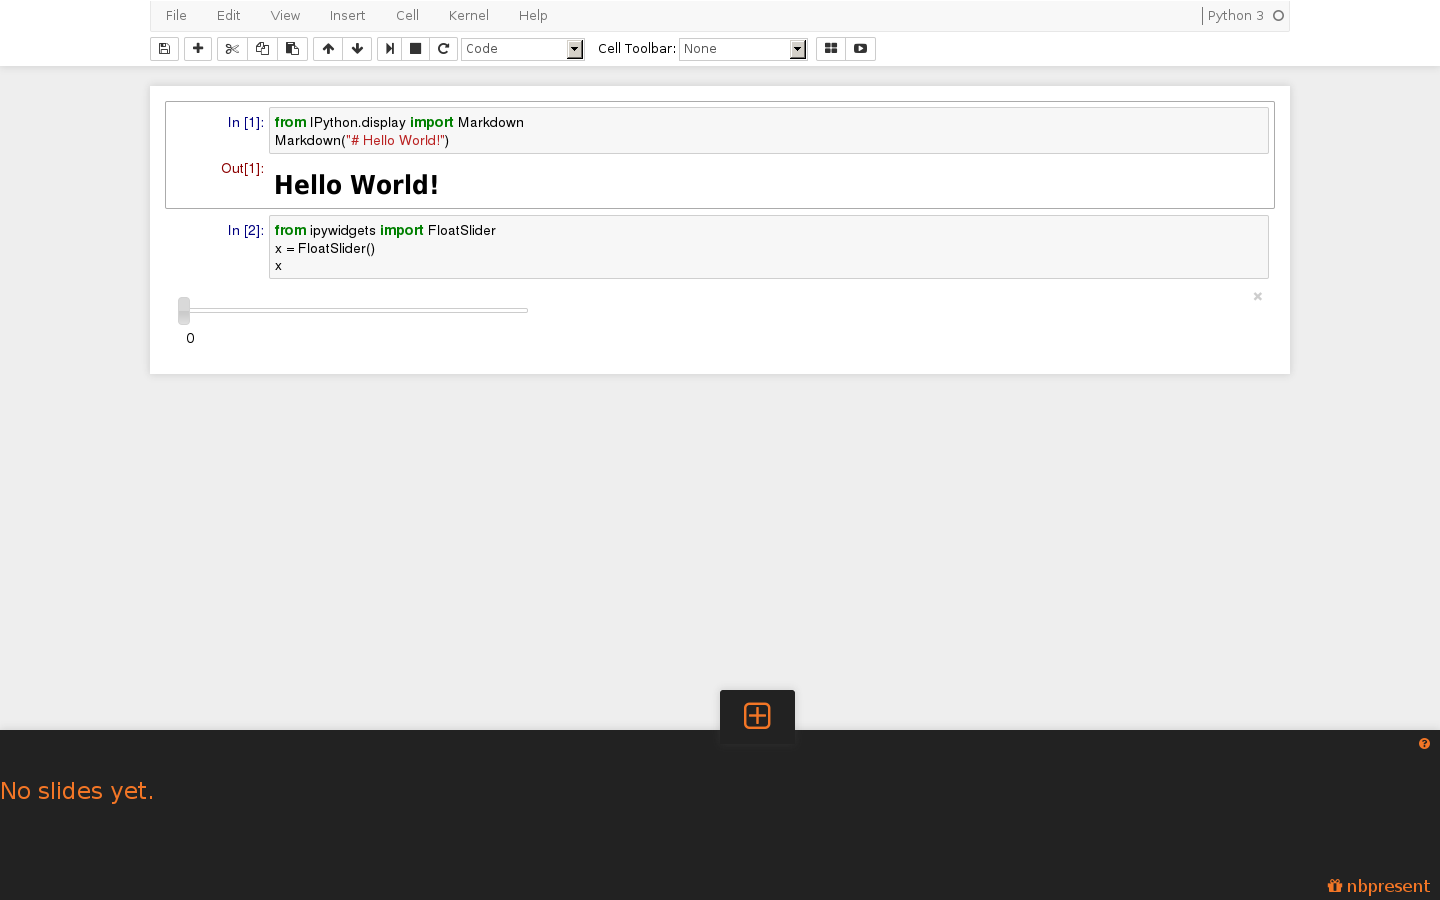 File Edit View Insert Cell Kernel Help Python 3
Code Cell Toolbar: None
In [1]: from IPython.display import Markdown
Markdown("# Hello World!")
Out[1]: Hello World!
In [2]: from ipywidgets import FloatSlider
x = FloatSlider()
x
0
No slides yet.
nbpresent